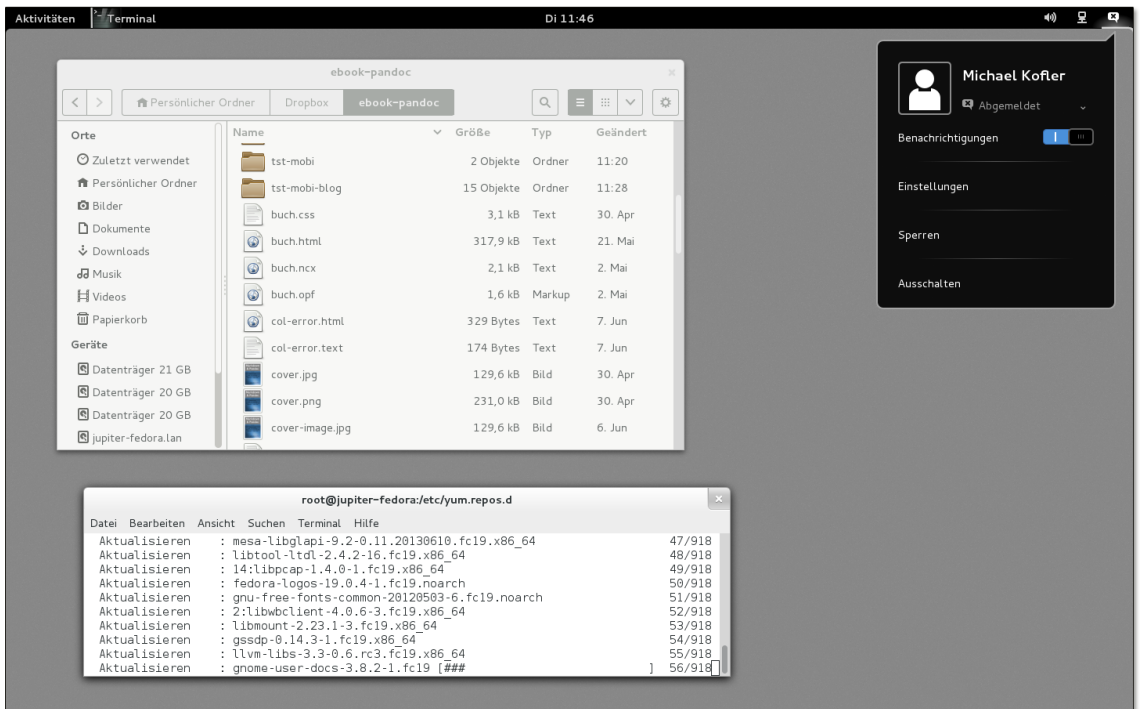 Aktivitäten Terminal Di 11:46
Michael Kofler
Abgemeldet
Benachrichtigungen
Einstellungen
Sperren
Ausschalten
ebook-pandoc
Persönlicher Ordner Dropbox ebook-pandoc
Orte
Zuletzt verwendet
Persönlicher Ordner
Bilder
Dokumente
Downloads
Musik
Videos
Papierkorb
Geräte
Datenträger 21 GB
Datenträger 20 GB
Datenträger 20 GB
jupiter-fedora.lan
Name Größe Typ Geändert
tst-mobi 2 Objekte Ordner 11:20
tst-mobi-blog 15 Objekte Ordner 11:28
buch.css 3,1 kB Text 30. Apr
buch.html 317,9 kB Text 21. Mai
buch.ncx 2,1 kB Text 2. Mai
buch.opf 1,6 kB Markup 2. Mai
col-error.html 329 Bytes Text 7. Jun
col-error.text 174 Bytes Text 7. Jun
cover.jpg 129,6 kB Bild 30. Apr
cover.png 231,0 kB Bild 30. Apr
cover-image.jpg 129,6 kB Bild 6. Jun
root@jupiter-fedora:/etc/yum.repos.d
Datei Bearbeiten Ansicht Suchen Terminal Hilfe
Aktualisieren : mesa-libglapi-9.2-0.11.20130610.fc19.x86_64 47/918
Aktualisieren : libtool-ltdl-2.4.2-16.fc19.x86_64 48/918
Aktualisieren : 14:libpcap-1.4.0-1.fc19.x86_64 49/918
Aktualisieren : fedora-logos-19.0.4-1.fc19.noarch 50/918
Aktualisieren : gnu-free-fonts-common-20120503-6.fc19.noarch 51/918
Aktualisieren : 2:libwbclient-4.0.6-3.fc19.x86_64 52/918
Aktualisieren : libmount-2.23.1-3.fc19.x86_64 53/918
Aktualisieren : gssdp-0.14.3-1.fc19.x86_64 54/918
Aktualisieren : llvm-libs-3.3-0.6.rc3.fc19.x86_64 55/918
Aktualisieren : gnome-user-docs-3.8.2-1.fc19 [### ] 56/918